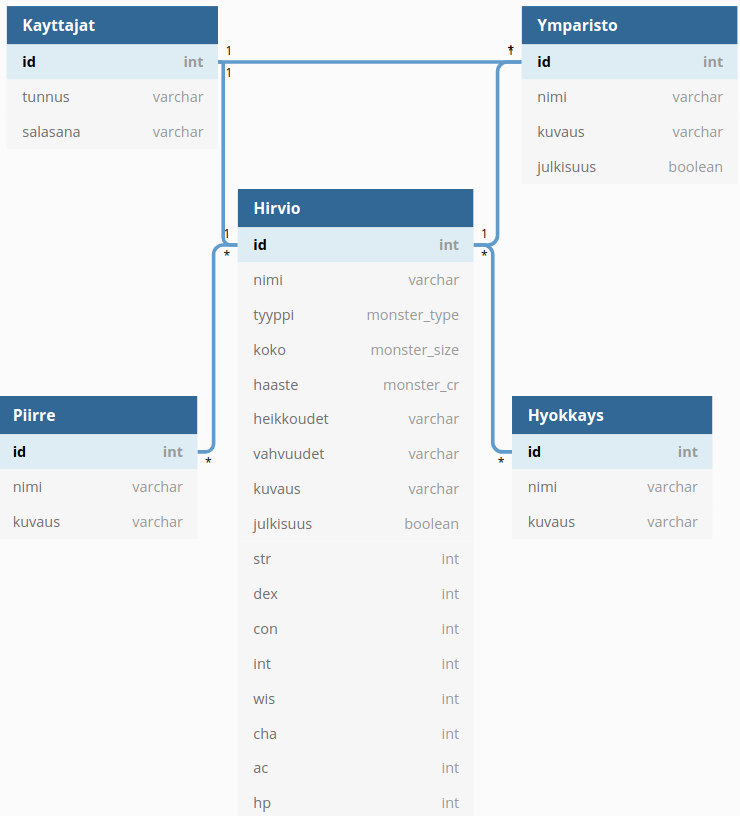 Kayttajat
id int
tunnus varchar
salasana varchar
Ymparisto
id int
nimi varchar
kuvaus varchar
julkisuus boolean
1
1
*
1
*
1
*
Hirvio
id int
nimi varchar
tyyppi monster_type
koko monster_size
haaste monster_cr
heikkoudet varchar
vahvuudet varchar
kuvaus varchar
julkisuus boolean
str int
dex int
con int
int int
wis int
cha int
ac int
hp int
Piirre
id int
nimi varchar
kuvaus varchar
*
Hyokkays
id int
nimi varchar
kuvaus varchar
*